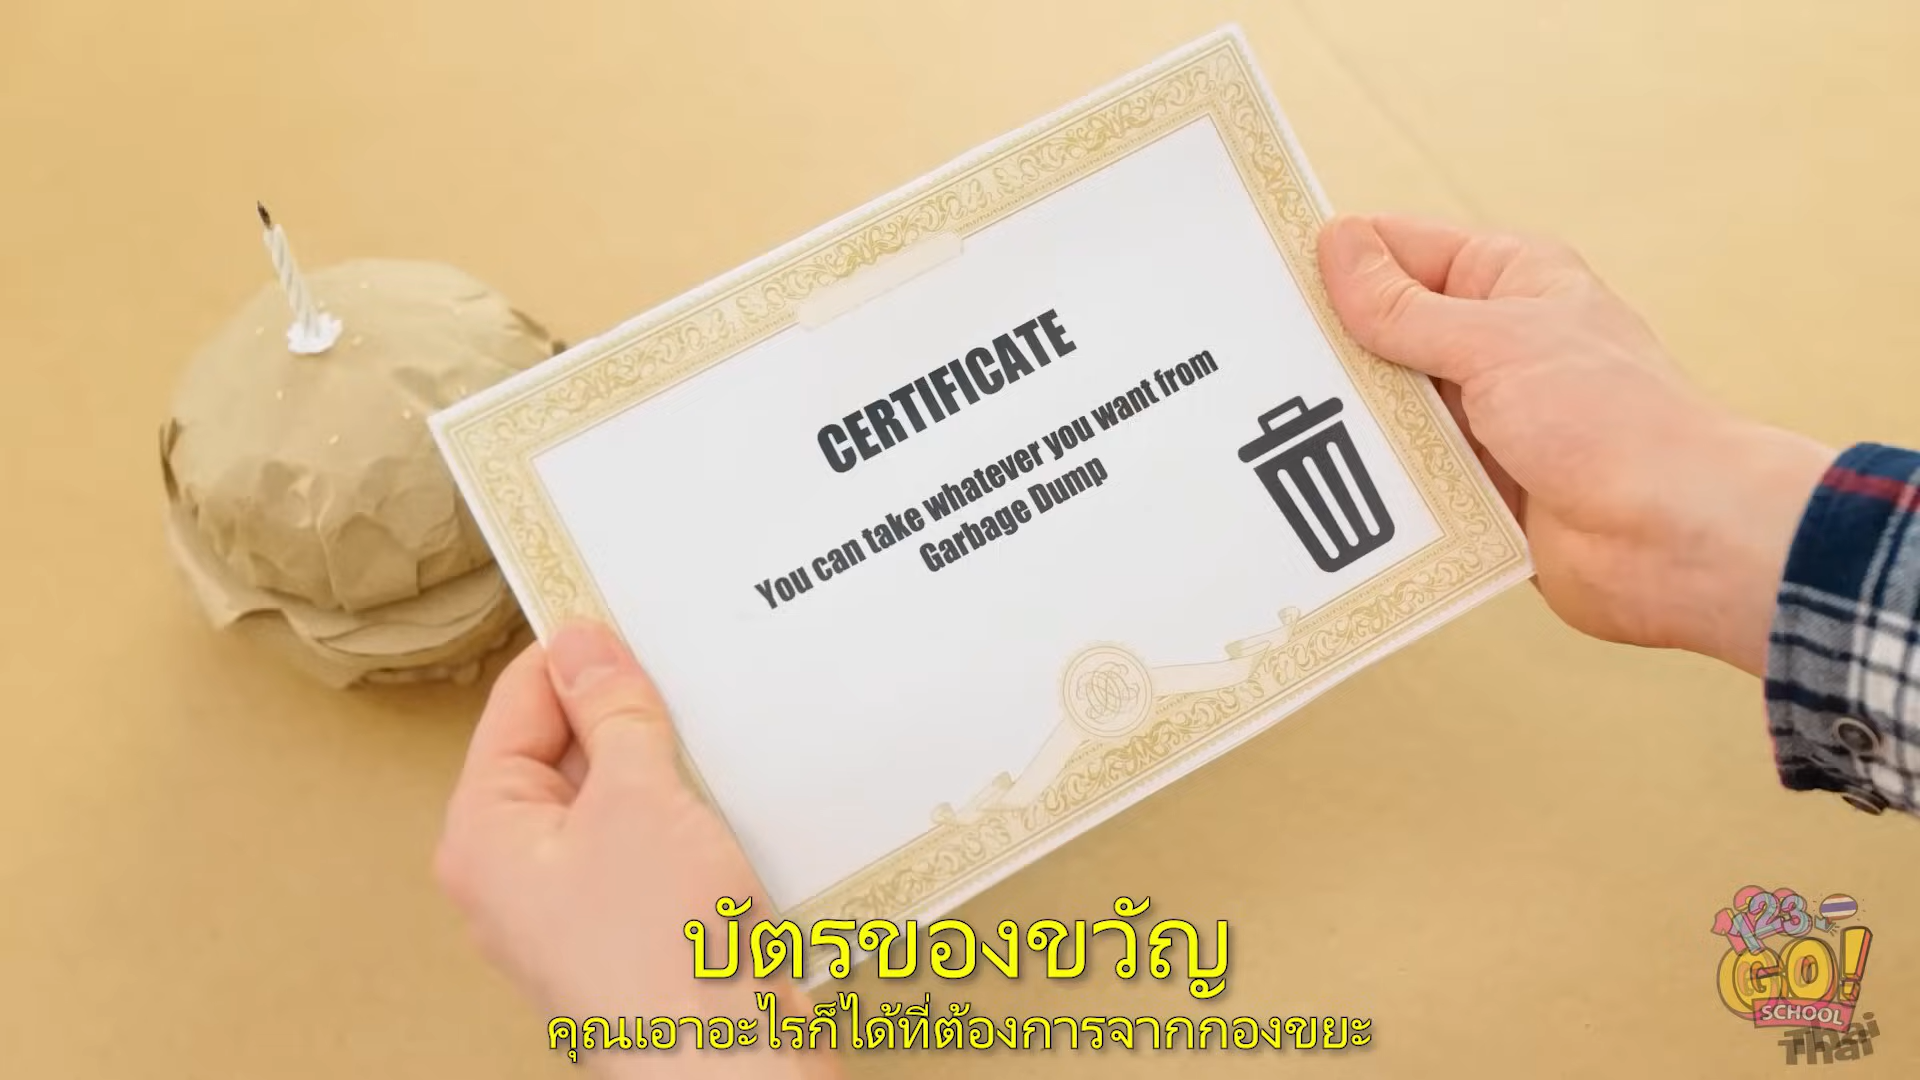 CERTIFICATE
You can take whatever you want from
Garbage Dump
บัตรของขวัญ
คุณเอาอะไรก็ได้ที่ต้องการจากกองขยะ
123
GO!
SCHOOL
Thai